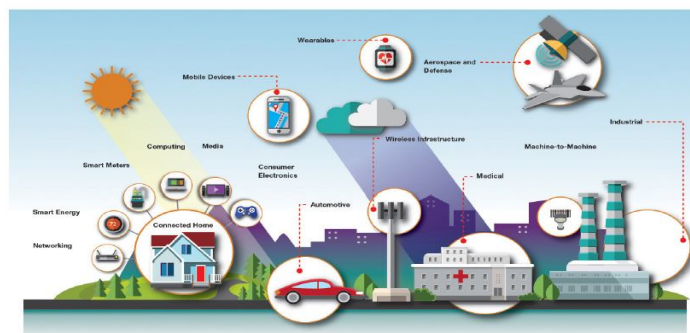 Wearables
Aerospace and
Defense
Mobile Devices
Industrial
Wireless Infrastructure
Machine-to-Machine
Computing
Media
Smart Meters
Consumer
Electronics
Medical
Automotive
Smart Energy
Connected Home
Networking